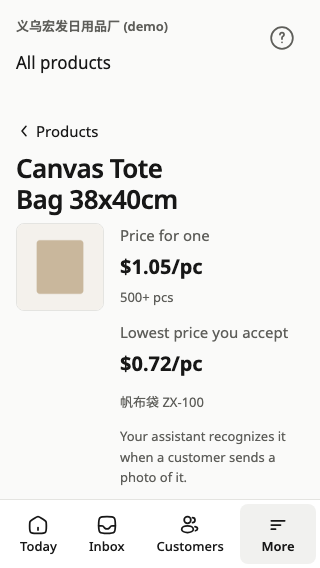 义乌宏发日用品厂 (demo)
All products
Products
Canvas Tote
Bag 38x40cm
Price for one
$1.05/pc
500+ pcs
Lowest price you accept
$0.72/pc
帆布袋 ZX-100
Your assistant recognizes it
when a customer sends a
photo of it.
Today
Inbox
Customers
More